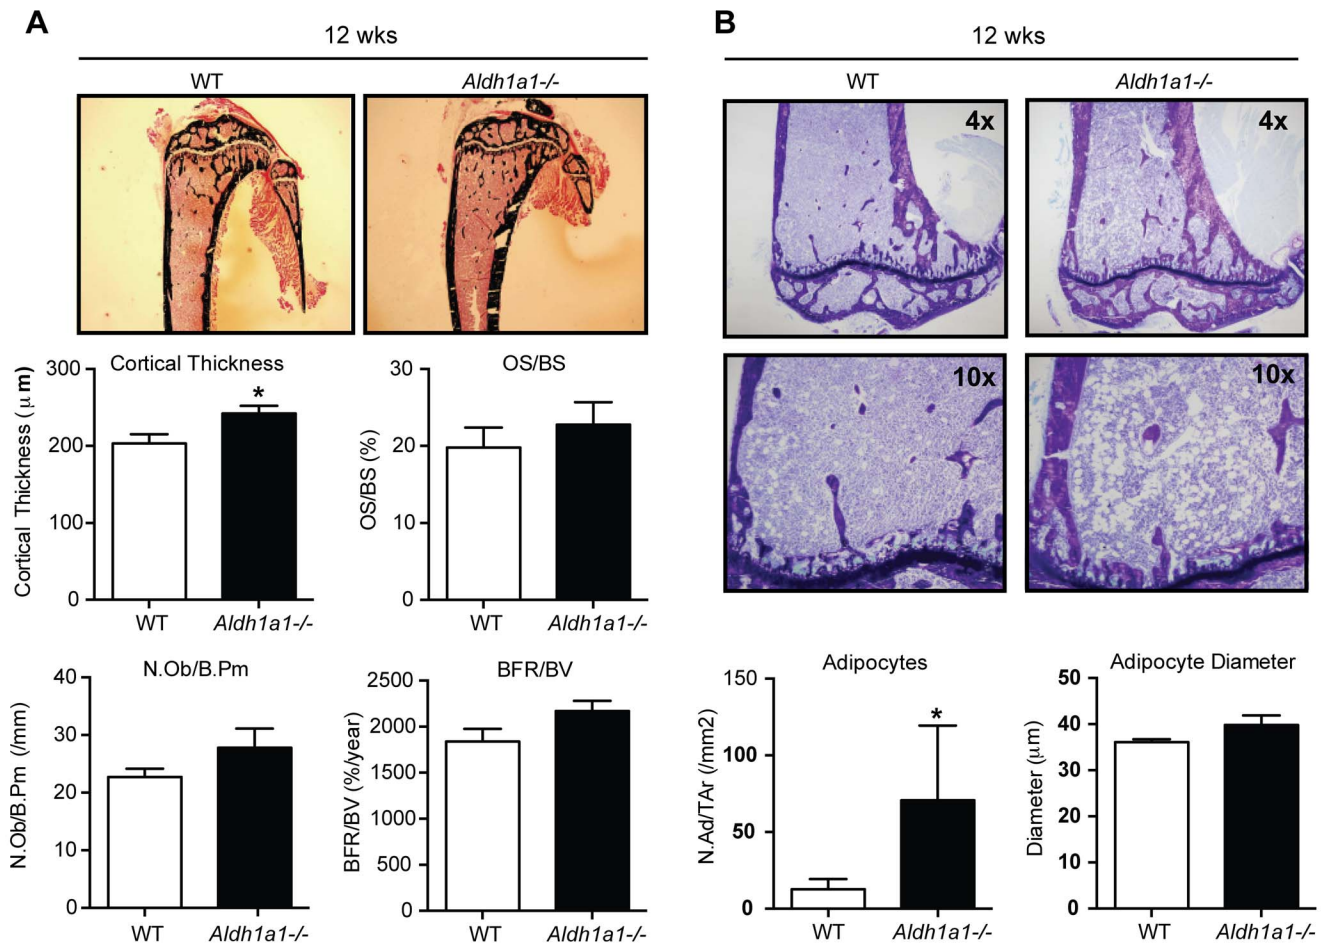 A
12 wks
WT
Aldh1a1-/-
Cortical Thickness
Cortical Thickness (μm)
300
200
100
0
*
WT
Aldh1a1-/-
OS/BS
OS/BS (%)
30
20
10
0
WT
Aldh1a1-/-
N.Ob/B.Pm
N.Ob/B.Pm (/mm)
40
30
20
10
0
WT
Aldh1a1-/-
BFR/BV
BFR/BV (%/year)
2500
2000
1500
1000
500
0
WT
Aldh1a1-/-
B
12 wks
WT
Aldh1a1-/-
4x
4x
10x
10x
Adipocytes
N.Ad/TAr (/mm2)
150
100
50
0
*
WT
Aldh1a1-/-
Adipocyte Diameter
Diameter (μm)
50
40
30
20
10
0
WT
Aldh1a1-/-